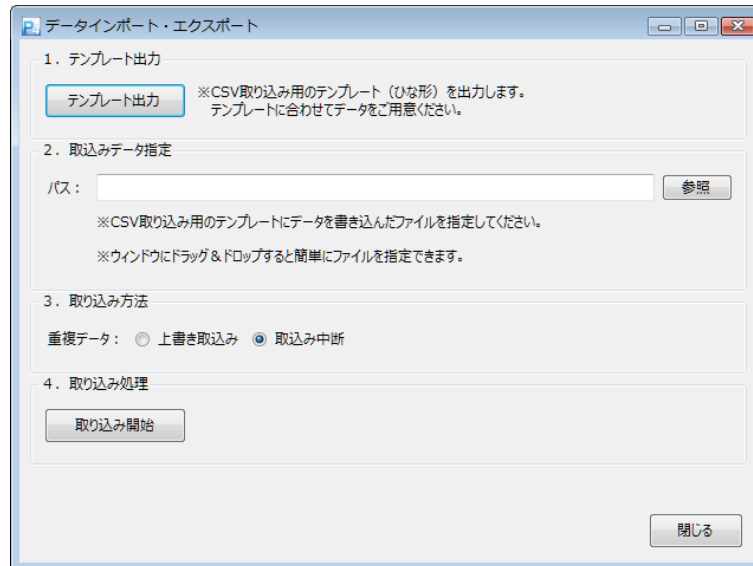 データインポート・エクスポート
1. テンプレート出力
テンプレート出力
※CSV取り込み用のテンプレート（ひな形）を出力します。
テンプレートに合わせてデータをご用意ください。
2. 取込みデータ指定
パス： 参照
※CSV取り込み用のテンプレートにデータを書き込んだファイルを指定してください。
※ウィンドウにドラッグ＆ドロップすると簡単にファイルを指定できます。
3. 取り込み方法
重複データ： 上書き取込み 取込み中断
4. 取り込み処理
取り込み開始
閉じる